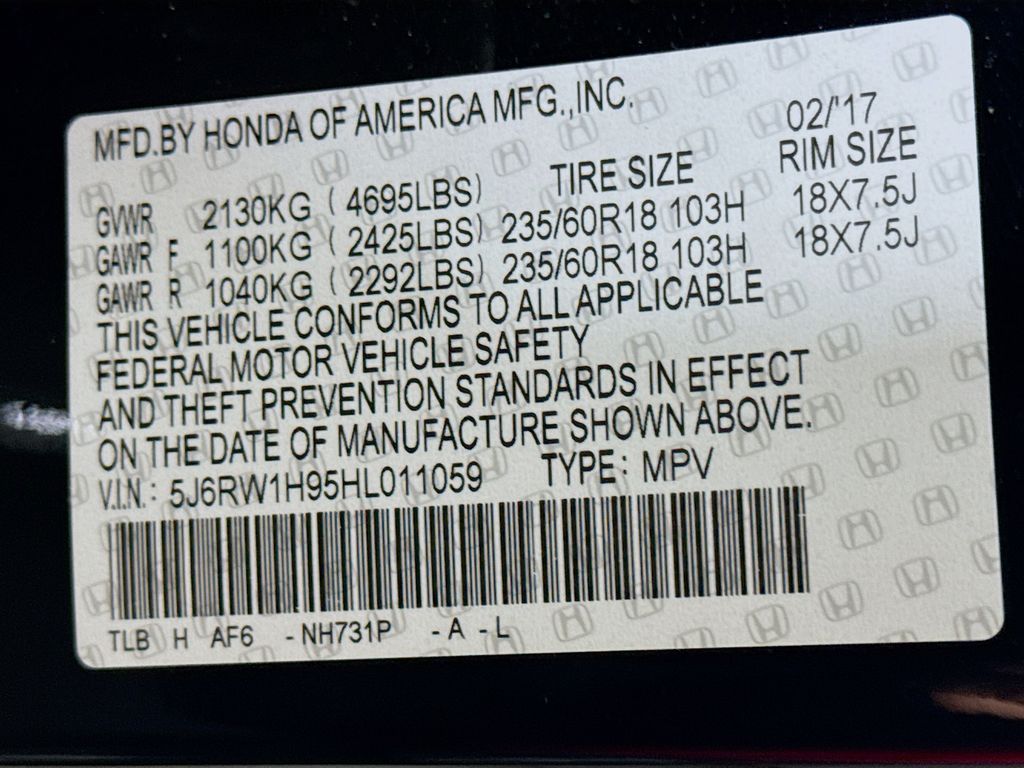 MFD.BY HONDA OF AMERICA MFG.,INC. 02/'17
TIRE SIZE RIM SIZE
GVWR 2130KG ( 4695LBS)
GAWR F 1100KG ( 2425LBS) 235/60R18 103H 18X7.5J
GAWR R 1040KG ( 2292LBS) 235/60R18 103H 18X7.5J
THIS VEHICLE CONFORMS TO ALL APPLICABLE
FEDERAL MOTOR VEHICLE SAFETY
AND THEFT PREVENTION STANDARDS IN EFFECT
ON THE DATE OF MANUFACTURE SHOWN ABOVE.
V.I.N.: 5J6RW1H95HL011059 TYPE: MPV
TLB H AF6 -NH731P -A -L